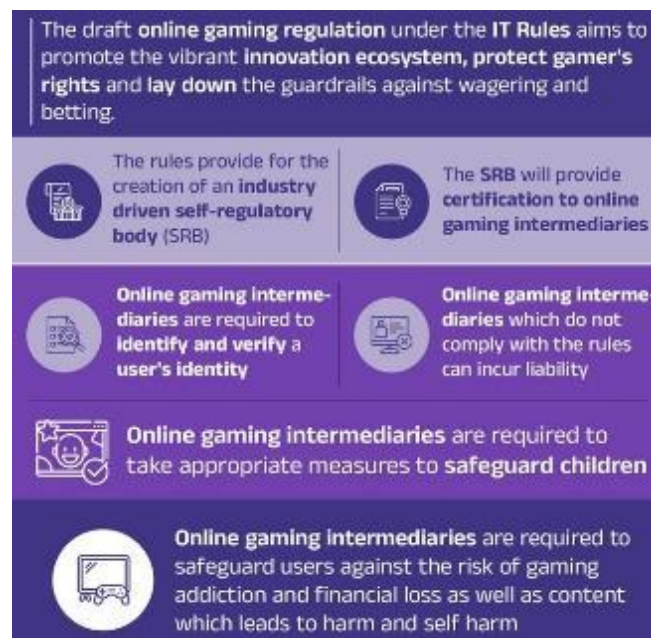 The draft online gaming regulation under the IT Rules aims to
promote the vibrant innovation ecosystem, protect gamer's
rights and lay down the guardrails against wagering and
betting.
The rules provide for the
creation of an industry
driven self-regulatory
body (SRB)
The SRB will provide
certification to online
gaming intermediaries
Online gaming interme-
diaries are required to
identify and verify a
user's identity
Online gaming interme-
diaries which do not
comply with the rules
can incur liability
Online gaming intermediaries are required to
take appropriate measures to safeguard children
Online gaming intermediaries are required to
safeguard users against the risk of gaming
addiction and financial loss as well as content
which leads to harm and self harm